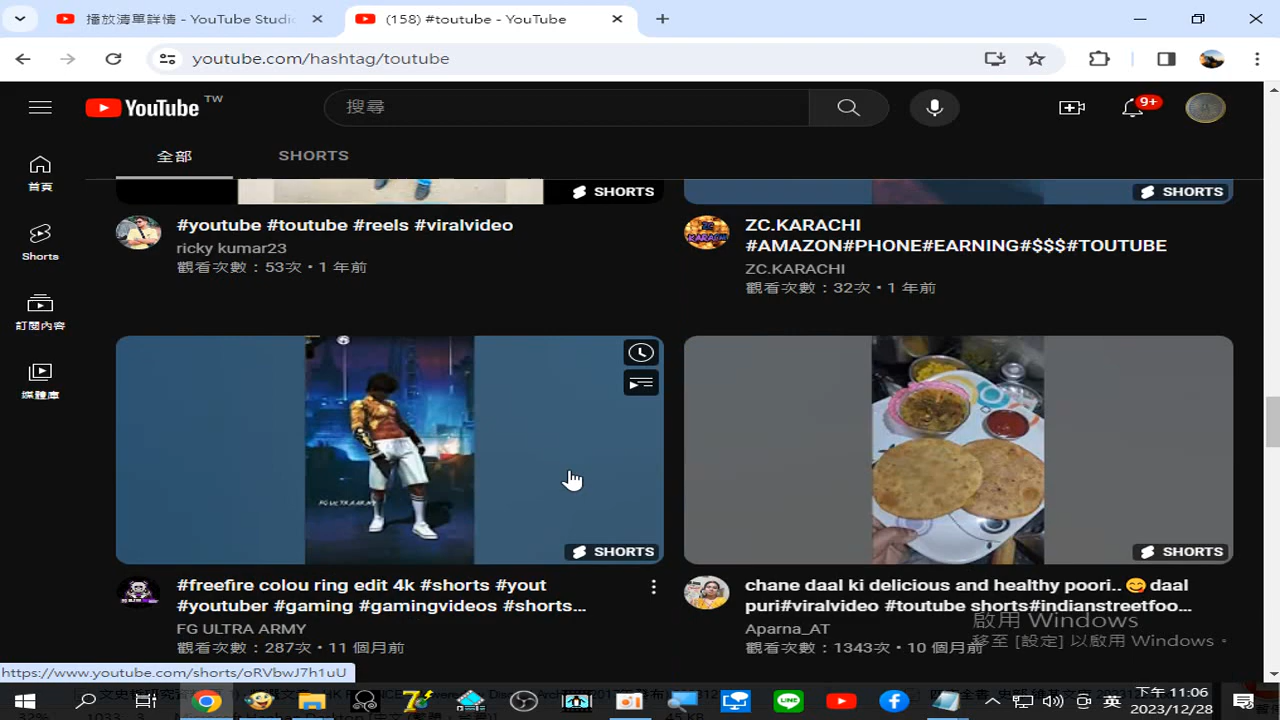 播放清單詳情 - YouTube Studio
(158) #toutube - YouTube
youtube.com/hashtag/toutube
YouTube TW
搜尋
9+
全部
SHORTS
首頁
Shorts
訂閱內容
媒體庫
SHORTS
SHORTS
#youtube #toutube #reels #viralvideo
ricky kumar23
觀看次數：53次・1 年前
ZC.KARACHI
#AMAZON#PHONE#EARNING#$$$#TOUTUBE
ZC.KARACHI
觀看次數：32次・1 年前
FG ULTRA ARMY
SHORTS
SHORTS
#freefire colou ring edit 4k #shorts #yout
#youtuber #gaming #gamingvideos #shorts...
FG ULTRA ARMY
觀看次數：287次・11 個月前
chane daal ki delicious and healthy poori.. 😋 daal
puri#viralvideo #toutube shorts#indianstreetfoo...
Aparna_AT
觀看次數：1343次・10 個月前
啟用 Windows
移至 [設定] 以啟用 Windows。
https://www.youtube.com/shorts/oRVbwJ7h1uU
英
下午 11:06
2023/12/28